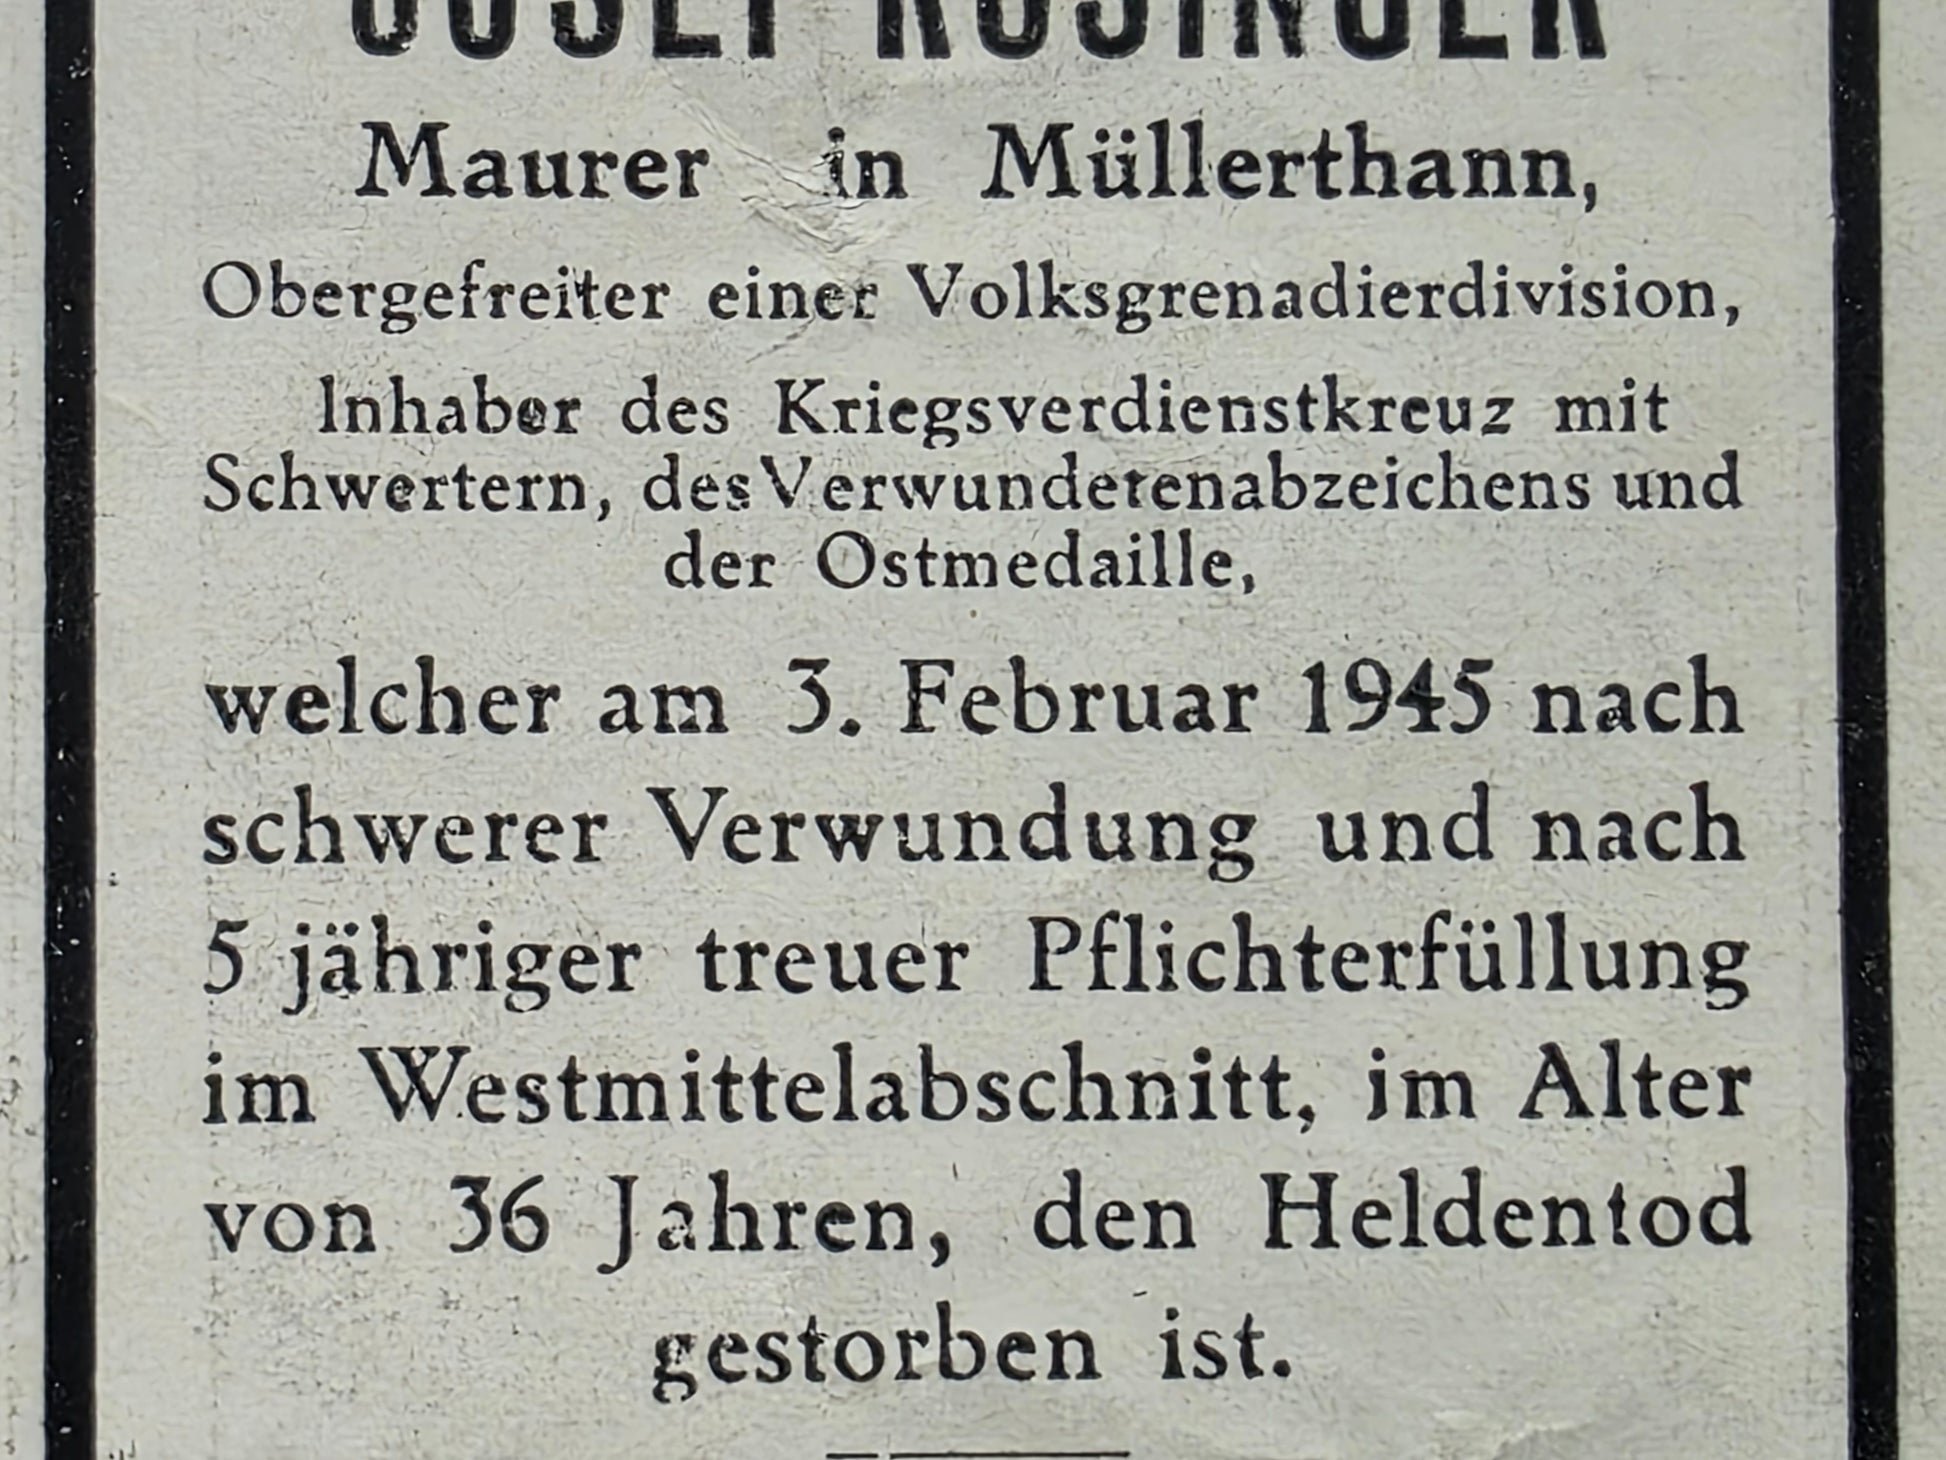 JOSEF
Maurer in Müllerthann,
Obergefreiter einer Volksgrenadierdivision,
Inhaber des Kriegsverdienstkreuz mit
Schwertern, des Verwundetenabzeichens und
der Ostmedaille,
welcher am 3. Februar 1945 nach
schwerer Verwundung und nach
5 jähriger treuer Pflichterfüllung
im Westmittelabschnitt, im Alter
von 36 Jahren, den Heldentod
gestorben ist.